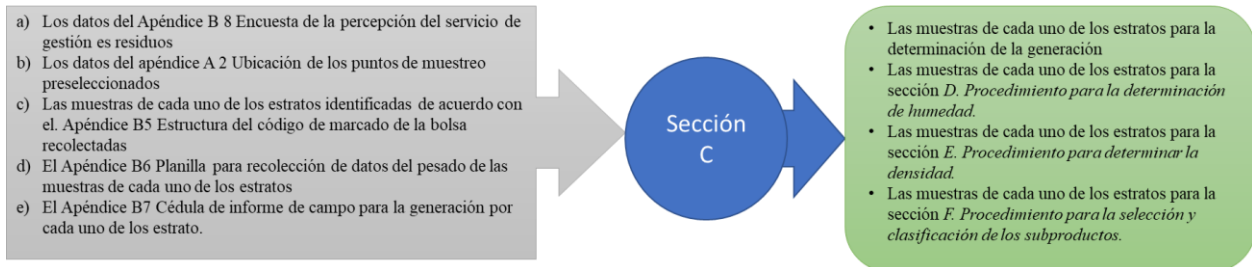 a) Los datos del Apéndice B 8 Encuesta de la percepción del servicio de
gestión es residuos
b) Los datos del apéndice A 2 Ubicación de los puntos de muestreo
preseleccionados
c) Las muestras de cada uno de los estratos identificadas de acuerdo con
el. Apéndice B5 Estructura del código de marcado de la bolsa
recolectadas
d) El Apéndice B6 Planilla para recolección de datos del pesado de las
muestras de cada uno de los estratos
e) El Apéndice B7 Cédula de informe de campo para la generación por
cada uno de los estrato.
Sección
C
• Las muestras de cada uno de los estratos para la
determinación de la generación
• Las muestras de cada uno de los estratos para la
sección D. Procedimiento para la determinación
de humedad.
• Las muestras de cada uno de los estratos para la
sección E. Procedimiento para determinar la
densidad.
• Las muestras de cada uno de los estratos para la
sección F. Procedimiento para la selección y
clasificación de los subproductos.